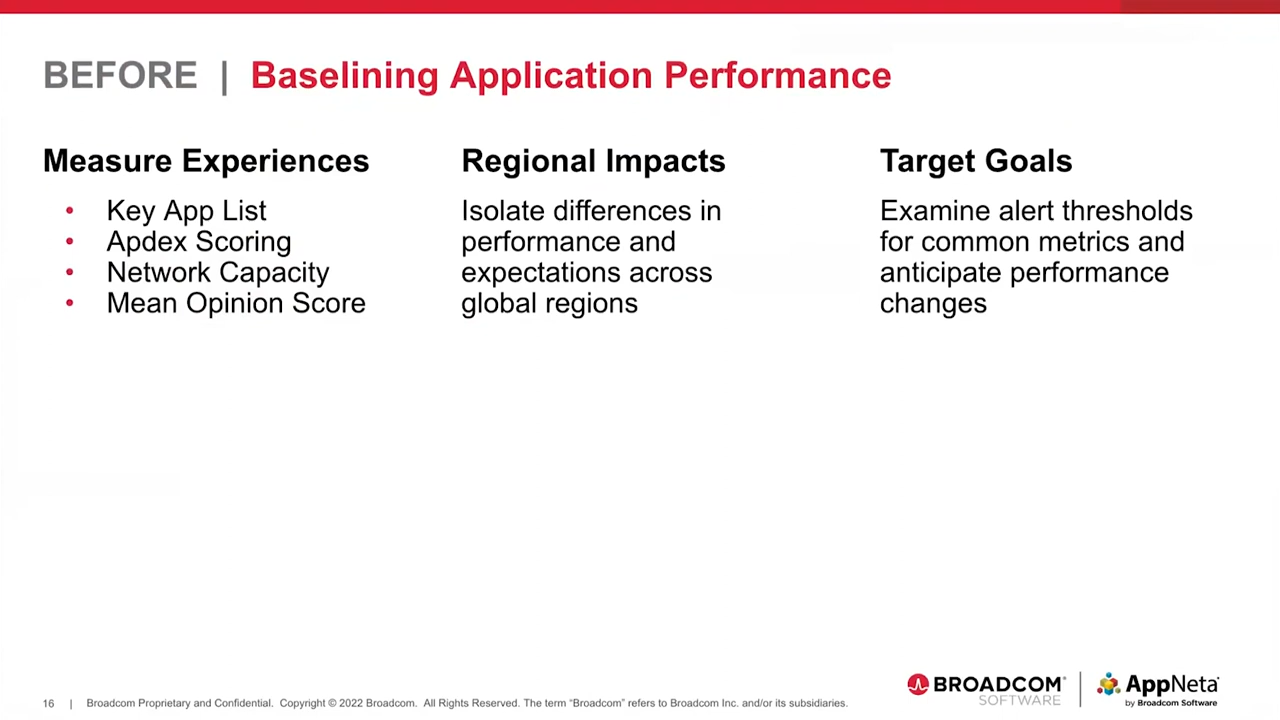 BEFORE | Baselining Application Performance
Measure Experiences
• Key App List
• Apdex Scoring
• Network Capacity
• Mean Opinion Score
Regional Impacts
Isolate differences in
performance and
expectations across
global regions
Target Goals
Examine alert thresholds
for common metrics and
anticipate performance
changes
16 | Broadcom Proprietary and Confidential. Copyright © 2022 Broadcom. All Rights Reserved. The term “Broadcom” refers to Broadcom Inc. and/or its subsidiaries.
BROADCOM®
SOFTWARE
AppNeta
by Broadcom Software